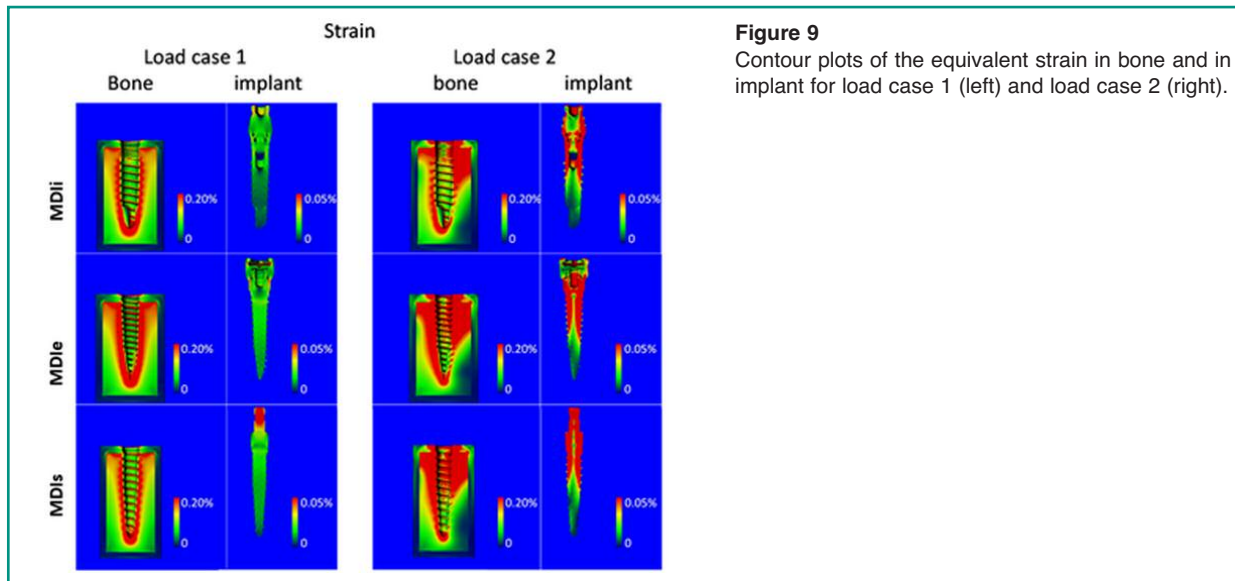 Strain
Load case 1
Load case 2
Bone
implant
bone
implant
MDIi
0.20%
0
0.05%
0
0.20%
0
0.05%
0
MDIe
0.20%
0
0.05%
0
0.20%
0
0.05%
0
MDIs
0.20%
0
0.05%
0
0.20%
0
0.05%
0
Figure 9
Contour plots of the equivalent strain in bone and in
implant for load case 1 (left) and load case 2 (right).